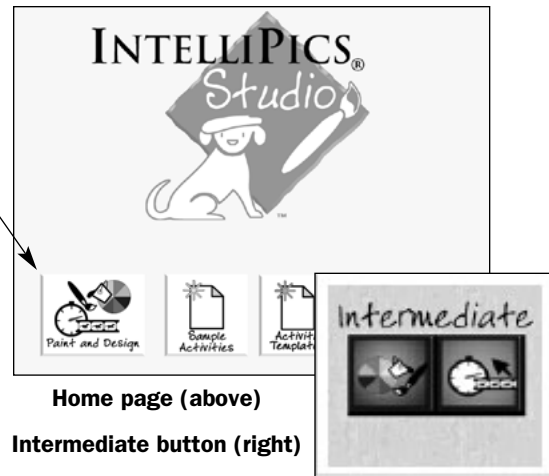 INTELLIPICS®
Studio
™
Paint and Design
Sample
Activities
Activit
Templat
Intermediate
Home page (above)
Intermediate button (right)